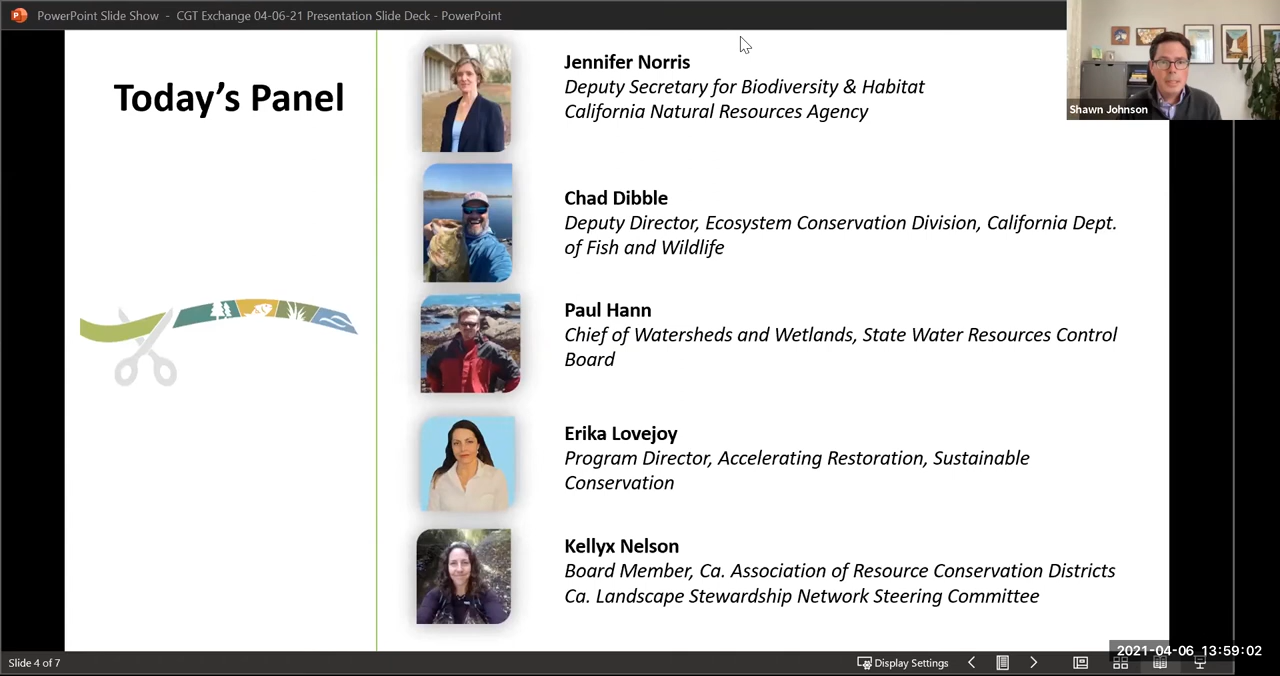 PowerPoint Slide Show - CGT Exchange 04-06-21 Presentation Slide Deck - PowerPoint
Shawn Johnson
Today's Panel
Jennifer Norris
Deputy Secretary for Biodiversity & Habitat
California Natural Resources Agency
Chad Dibble
Deputy Director, Ecosystem Conservation Division, California Dept.
of Fish and Wildlife
Paul Hann
Chief of Watersheds and Wetlands, State Water Resources Control
Board
Erika Lovejoy
Program Director, Accelerating Restoration, Sustainable
Conservation
Kellyx Nelson
Board Member, Ca. Association of Resource Conservation Districts
Ca. Landscape Stewardship Network Steering Committee
2021-04-06 13:59:02
Slide 4 of 7
Display Settings